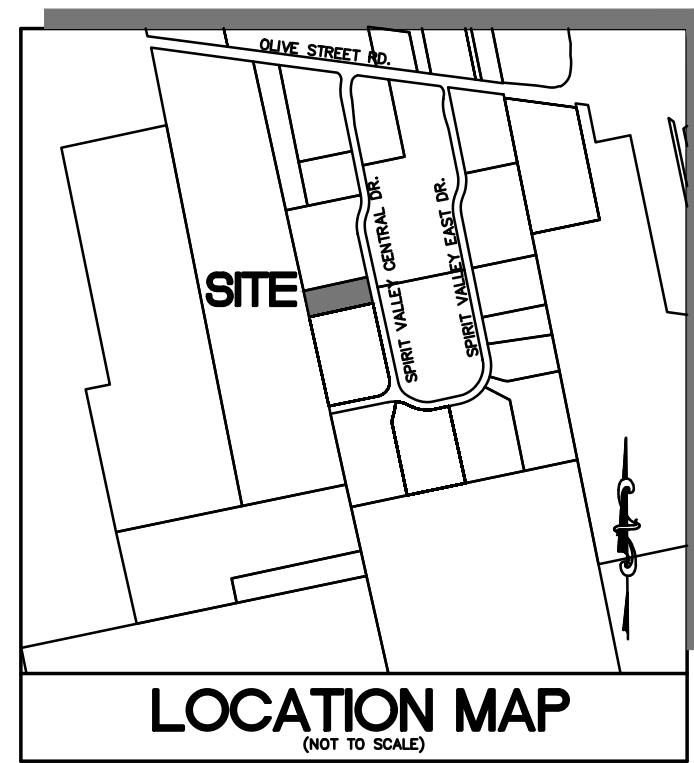 OLIVE STREET RD.
SPIRIT VALLEY CENTRAL DR.
SPIRIT VALLEY EAST DR.
SITE
LOCATION MAP
(NOT TO SCALE)